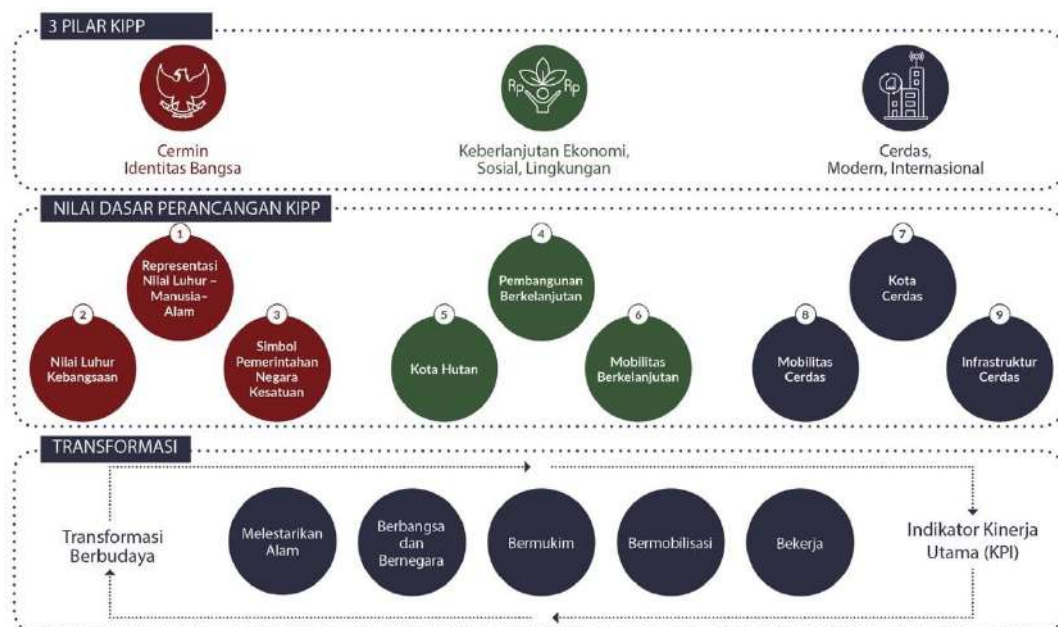 3 PILAR KIPP
Rp Rp
Cermin
Identitas Bangsa
Keberlanjutan Ekonomi,
Sosial, Lingkungan
Cerdas,
Modern, Internasional
NILAI DASAR PERANCANGAN KIPP
1
Representasi
Nilai Luhur –
Manusia–
Alam
2
Nilai Luhur
Kebangsaan
3
Simbol
Pemerintahan
Negara
Kesatuan
4
Pembangunan
Berkelanjutan
5
Kota Hutan
6
Mobilitas
Berkelanjutan
7
Kota
Cerdas
8
Mobilitas
Cerdas
9
Infrastruktur
Cerdas
TRANSFORMASI
Transformasi
Berbudaya
Melestarikan
Alam
Berbangsa
dan
Bernegara
Bermukim
Bermobilisasi
Bekerja
Indikator Kinerja
Utama (KPI)